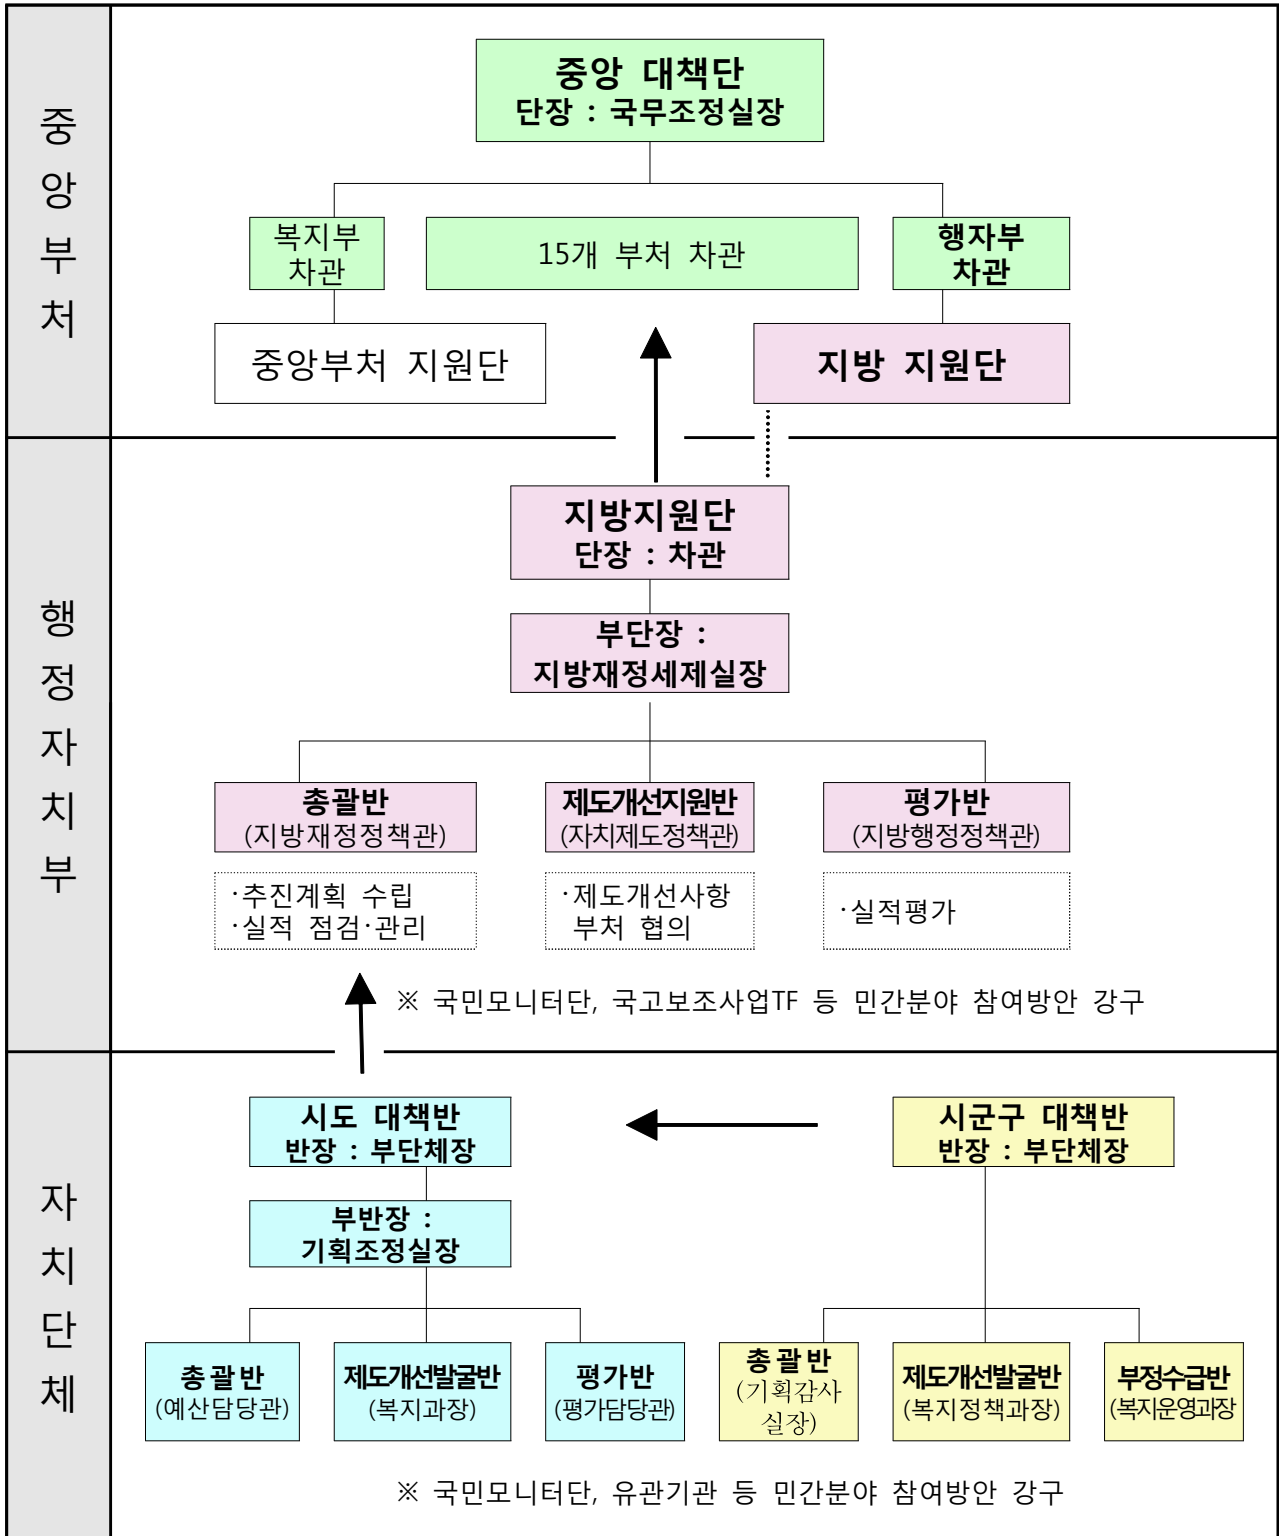 중앙부처
중앙 대책단
단장 : 국무조정실장
복지부
차관
15개 부처 차관
행자부
차관
중앙부처 지원단
지방 지원단
행정자치부
지방지원단
단장 : 차관
부단장 :
지방재정세제실장
총괄반
(지방재정정책관)
제도개선지원반
(자치제도정책관)
평가반
(지방행정정책관)
·추진계획 수립
·실적 점검·관리
·제도개선사항
부처 협의
·실적평가
※ 국민모니터단, 국고보조사업TF 등 민간분야 참여방안 강구
자치단체
시도 대책반
반장 : 부단체장
시군구 대책반
반장 : 부단체장
부반장 :
기획조정실장
총괄반
(예산담당관)
제도개선발굴반
(복지과장)
평가반
(평가담당관)
총괄반
(기획감사
실장)
제도개선발굴반
(복지정책과장)
부정수급반
(복지운영과장
※ 국민모니터단, 유관기관 등 민간분야 참여방안 강구